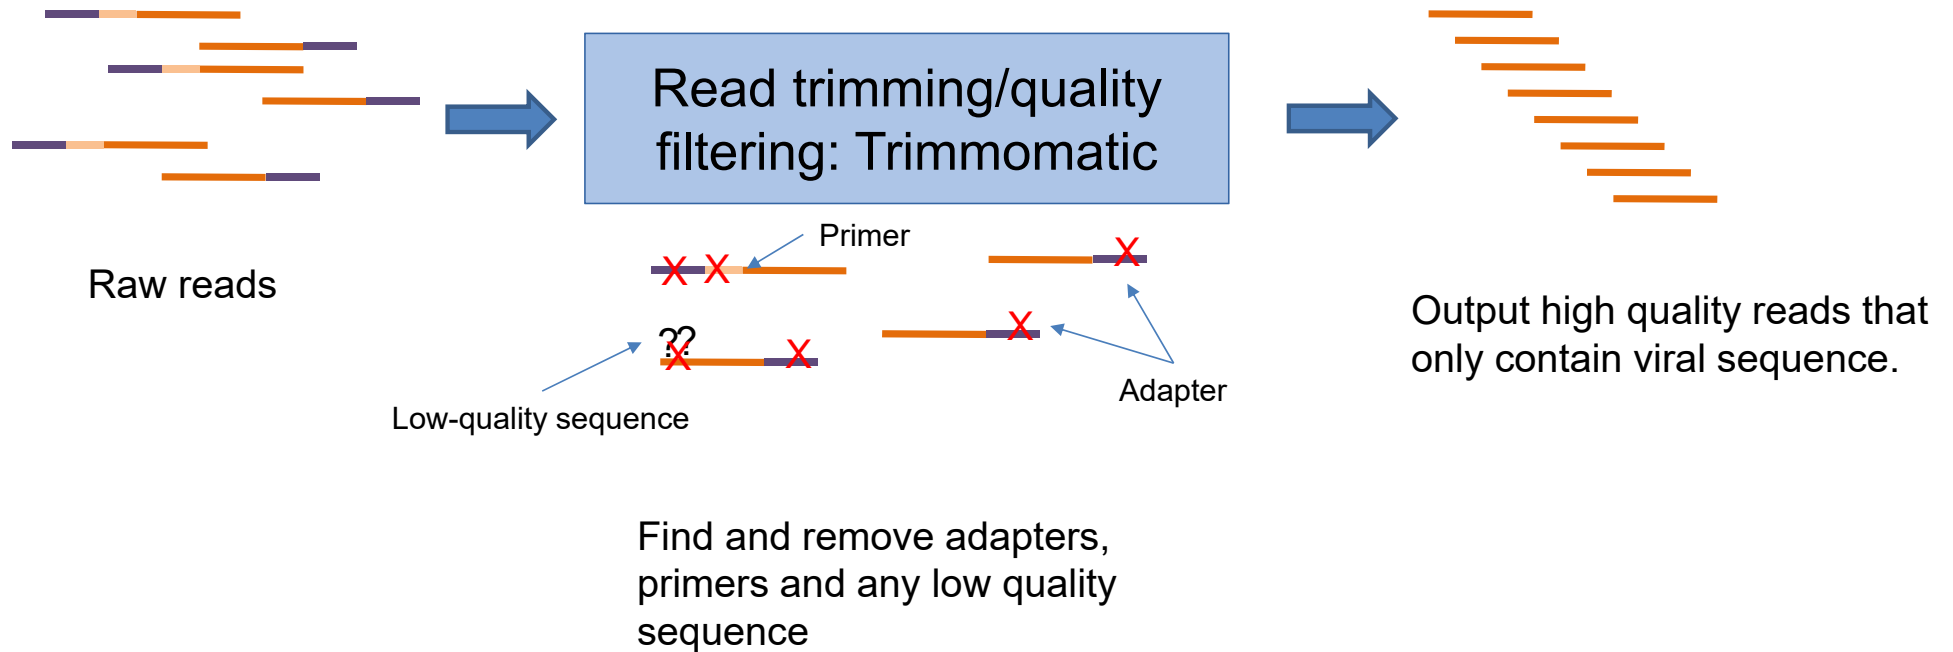 Read trimming/quality
filtering: Trimmomatic
Raw reads
Primer
X X
X
??
X X
X
Low-quality sequence
Adapter
Output high quality reads that
only contain viral sequence.
Find and remove adapters,
primers and any low quality
sequence